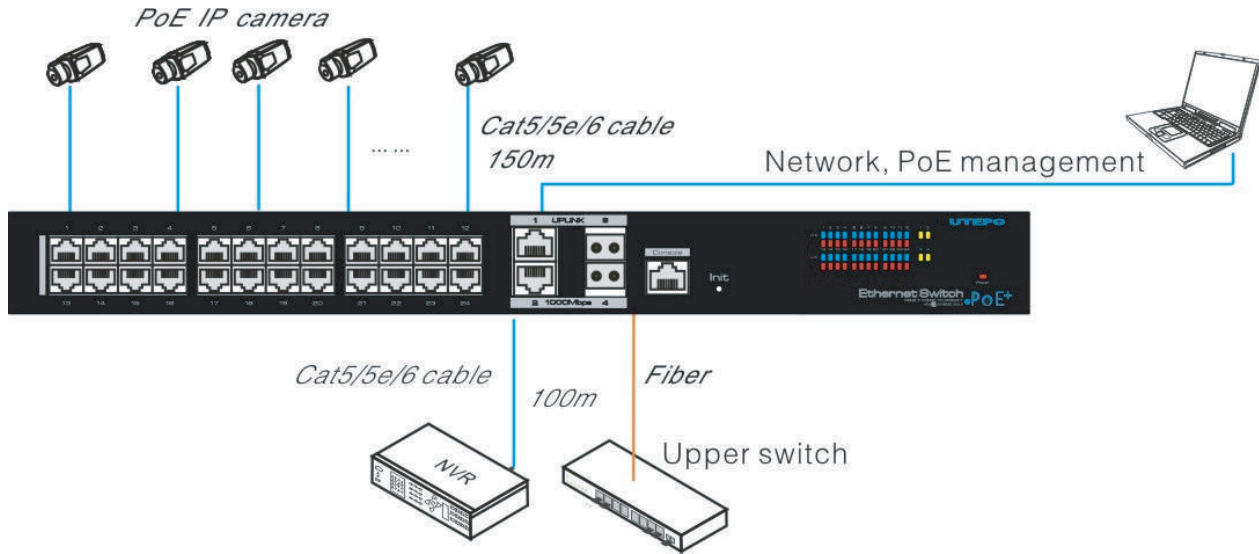 PoE IP camera
Cat5/5e/6 cable
150m
... ...
Network, PoE management
1 2 3 4 5 6 7 8 9 10 11 12
1 UPLINK
UTEPO
Console
Init
Power
13 14 15 16 17 18 19 20 21 22 23 24
2 1000Mbps 4
Ethernet Switch
PoE+
Cat5/5e/6 cable
100m
Fiber
NVR
Upper switch